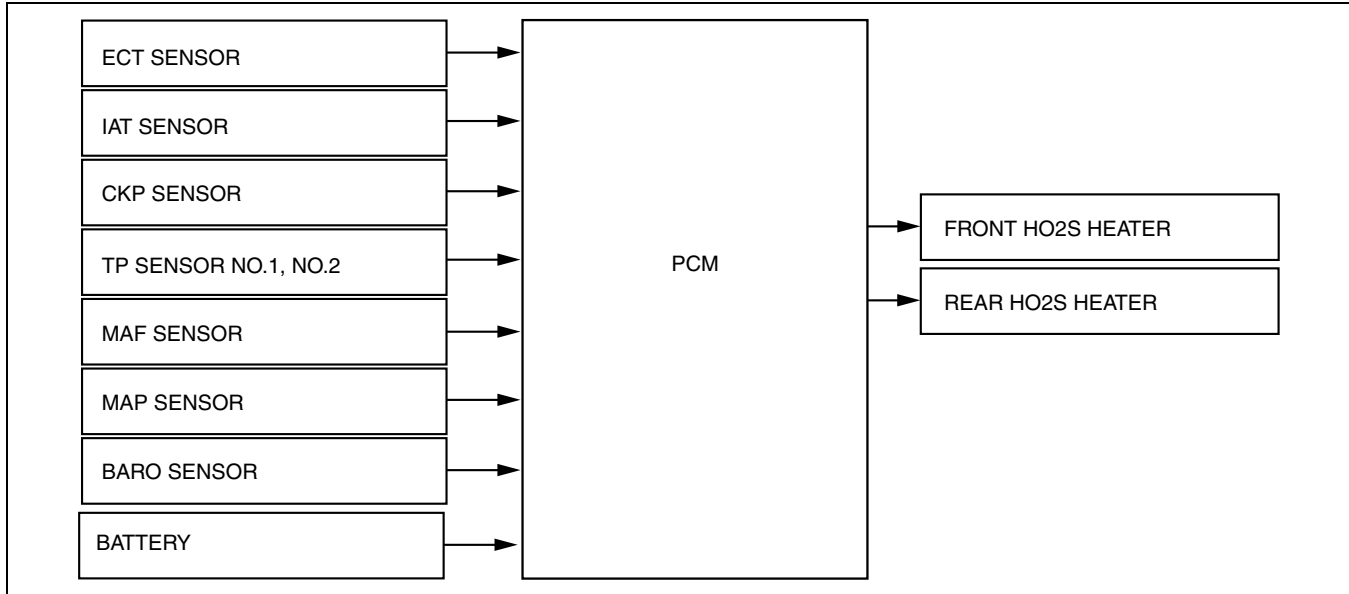 ECT SENSOR
IAT SENSOR
CKP SENSOR
TP SENSOR NO.1, NO.2
MAF SENSOR
MAP SENSOR
BARO SENSOR
BATTERY
PCM
FRONT HO2S HEATER
REAR HO2S HEATER